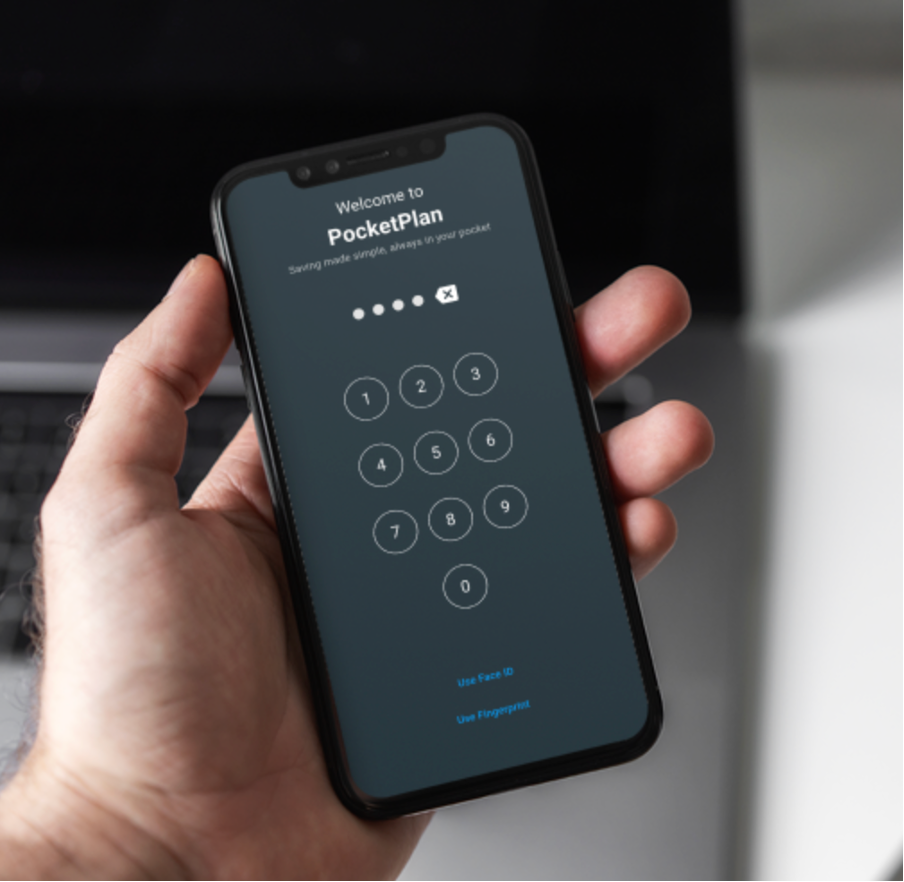 Welcome to
PocketPlan
Saving made simple, always in your pocket
1 2 3
4 5 6
7 8 9
0
Use Face ID
Use Fingerprint